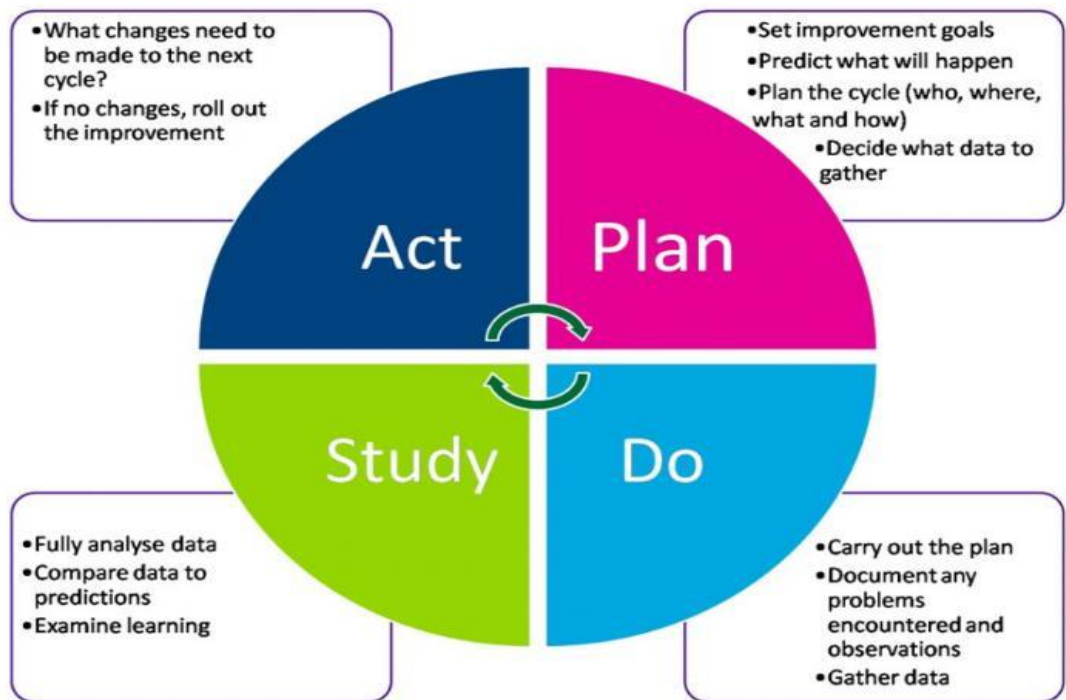 •What changes need to
be made to the next
cycle?
•If no changes, roll out
the improvement
•Set improvement goals
•Predict what will happen
•Plan the cycle (who, where,
what and how)
•Decide what data to
gather
Act
Plan
Study
Do
•Fully analyse data
•Compare data to
predictions
•Examine learning
•Carry out the plan
•Document any
problems
encountered and
observations
•Gather data